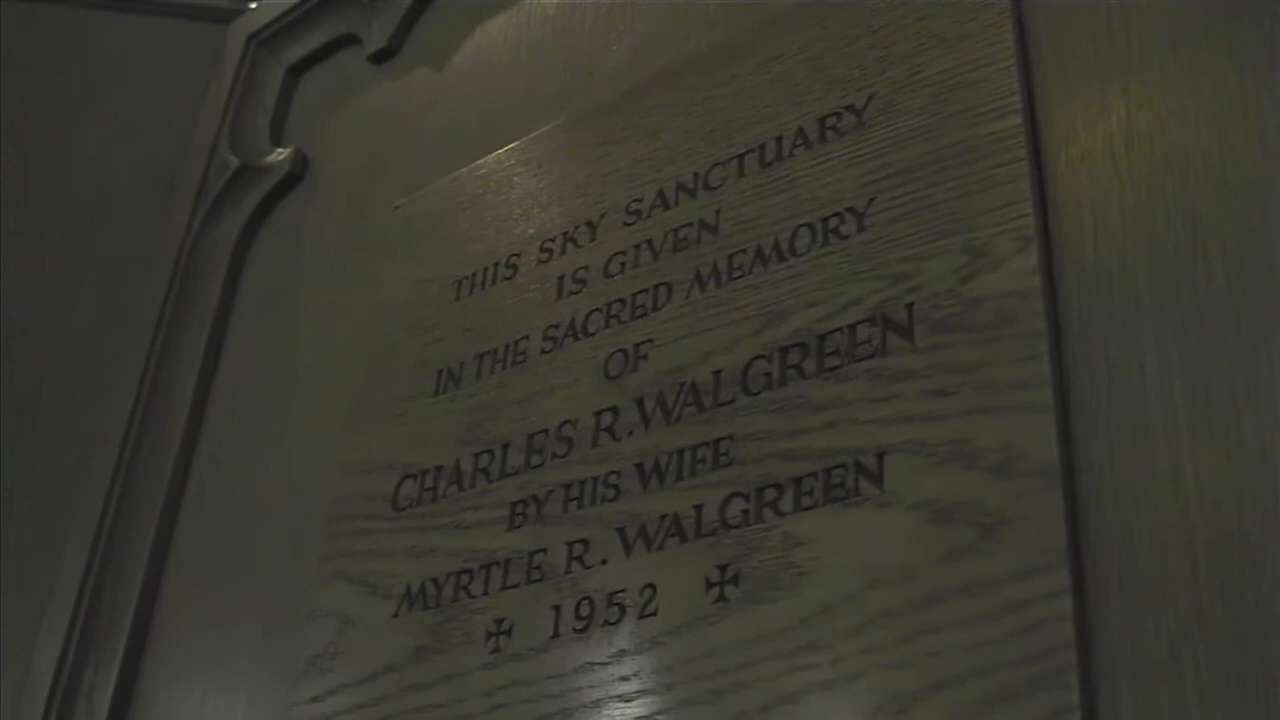 THIS SKY SANCTUARY
IS GIVEN
IN THE SACRED MEMORY
OF
CHARLES R. WALGREEN
BY HIS WIFE
MYRTLE R. WALGREEN
✠ 1952 ✠